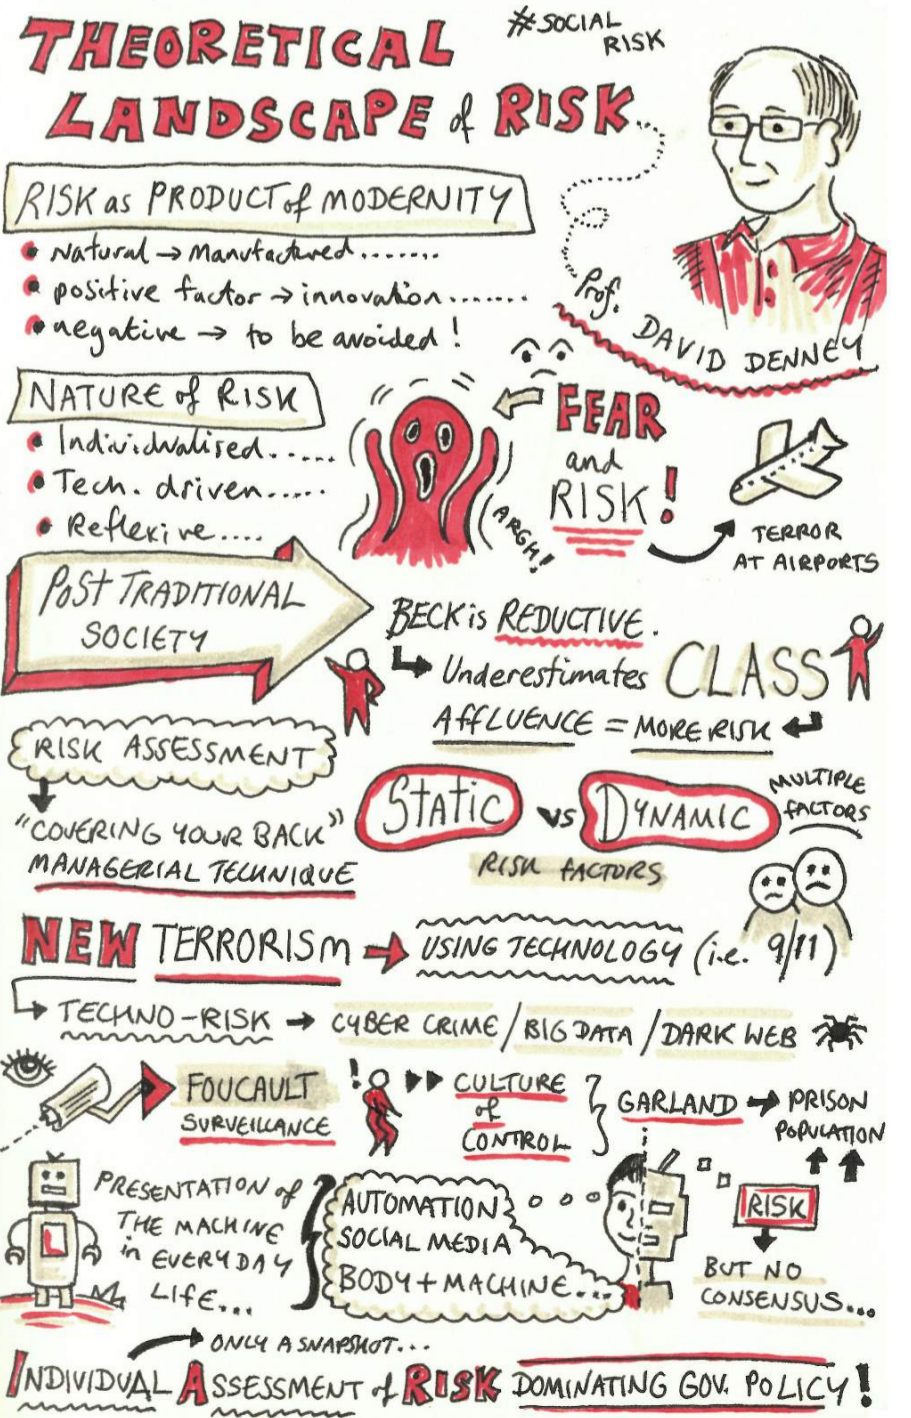 THEORETICAL
LANDSCAPE of RISK
#SOCIAL
RISK
Prof. DAVID DENNEY
RISK as PRODUCT of MODERNITY
Natural → Manufactured .......
positive factor → innovation.......
negative → to be avoided!
NATURE of RISK
Individualised......
Tech. driven.....
Reflexive....
ARGH!
FEAR
and
RISK!
TERROR
AT AIRPORTS
POST TRADITIONAL
SOCIETY
BECK is REDUCTIVE.
Underestimates CLASS
AFFLUENCE = MORE RISK
RISK ASSESSMENT
"COVERING YOUR BACK"
MANAGERIAL TECHNIQUE
STATIC vs DYNAMIC
RISK FACTORS
MULTIPLE
FACTORS
NEW TERRORISM → USING TECHNOLOGY (i.e. 9/11)
TECHNO-RISK → CYBER CRIME / BIG DATA / DARK WEB
FOUCAULT
SURVEILLANCE
!
CULTURE
of
CONTROL
GARLAND → PRISON
POPULATION
PRESENTATION of
THE MACHINE
in EVERYDAY
LIFE...
AUTOMATION
SOCIAL MEDIA
BODY + MACHINE...
RISK
BUT NO
CONSENSUS...
ONLY A SNAPSHOT...
INDIVIDUAL ASSESSMENT of RISK DOMINATING GOV. POLICY!